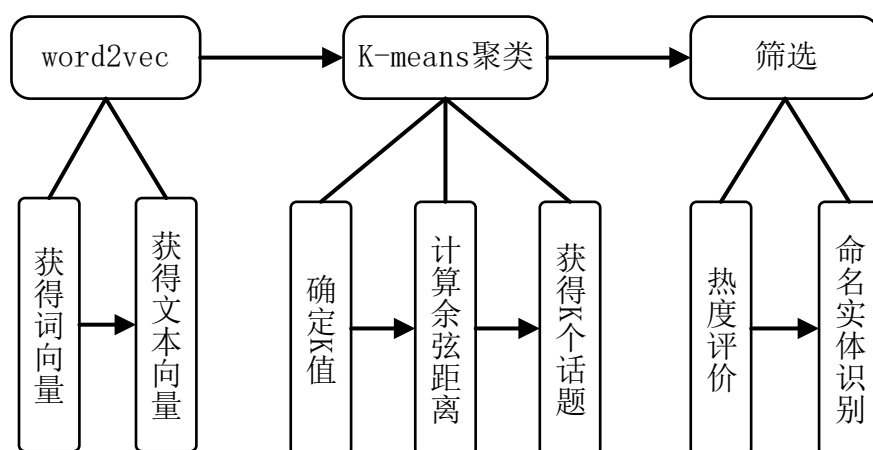 word2vec
K-means聚类
筛选
获得词向量
获得文本向量
确定K值
计算余弦距离
获得K个话题
热度评价
命名实体识别